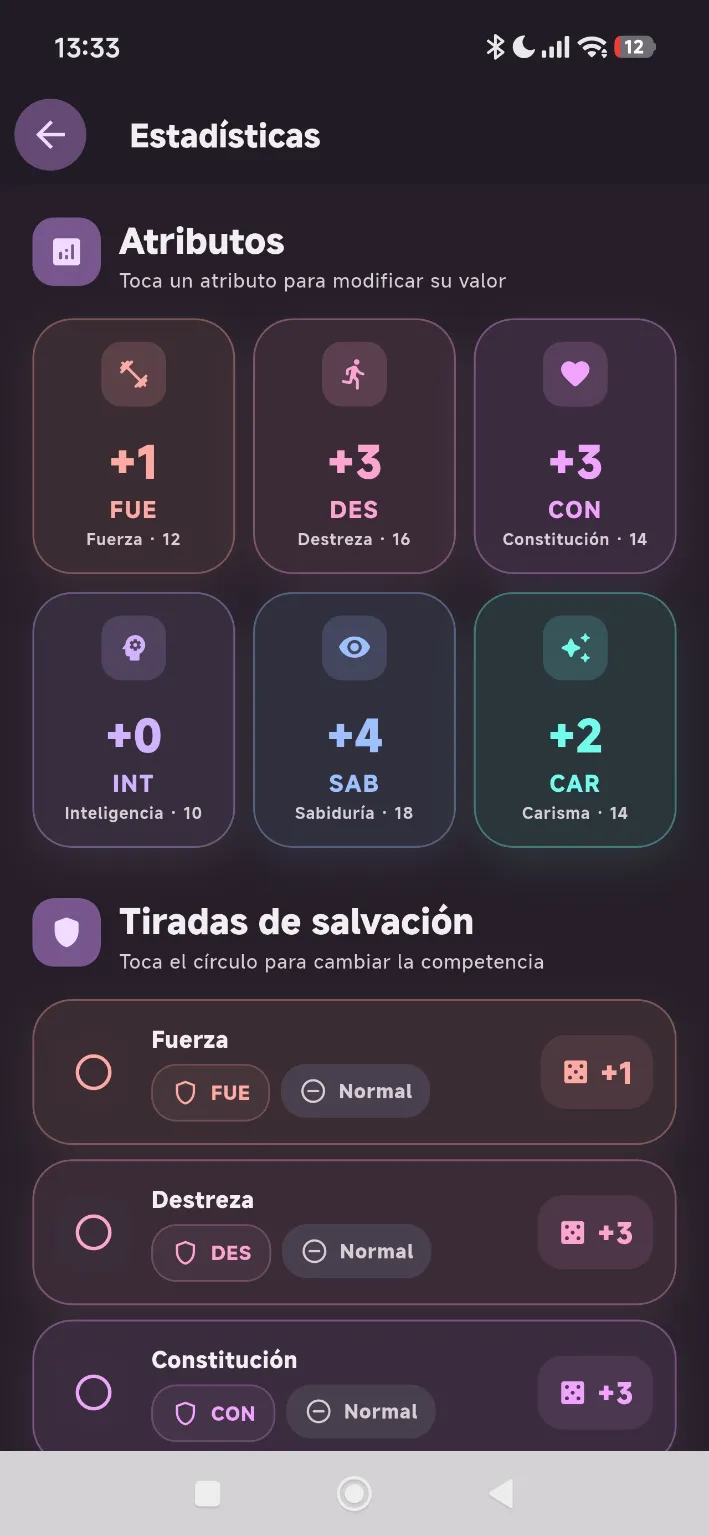 13:33
12
Estadísticas
Atributos
Toca un atributo para modificar su valor
+1
FUE
Fuerza · 12
+3
DES
Destreza · 16
+3
CON
Constitución · 14
+0
INT
Inteligencia · 10
+4
SAB
Sabiduría · 18
+2
CAR
Carisma · 14
Tiradas de salvación
Toca el círculo para cambiar la competencia
Fuerza
FUE Normal +1
Destreza
DES Normal +3
Constitución
CON Normal +3